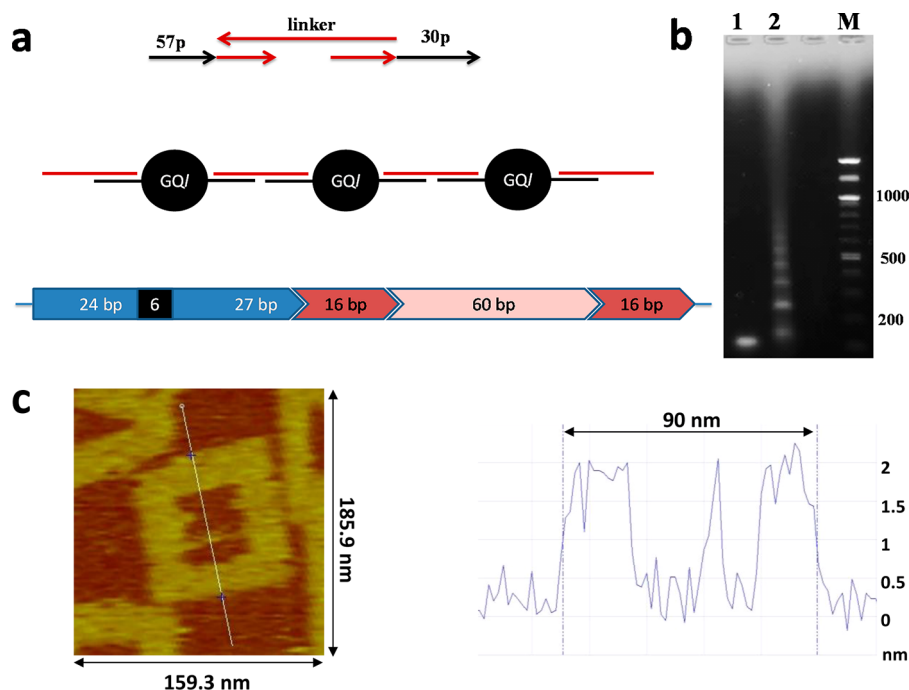 a
linker
57p
30p
GQl
GQl
GQl
24 bp
6
27 bp
16 bp
60 bp
16 bp
b
1
2
M
1000
500
200
c
185.9 nm
159.3 nm
90 nm
2
1.5
1
0.5
0
nm